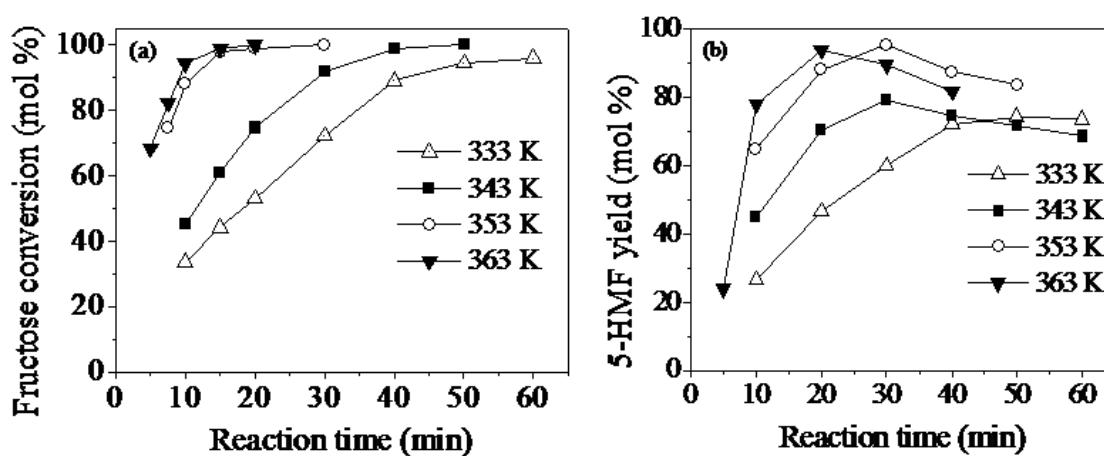 Fructose conversion (mol %)
100
80
60
40
20
0
(a)
333 K
343 K
353 K
363 K
0
10
20
30
40
50
60
Reaction time (min)
5-HMF yield (mol %)
100
80
60
40
20
0
(b)
333 K
343 K
353 K
363 K
0
10
20
30
40
50
60
Reaction time (min)